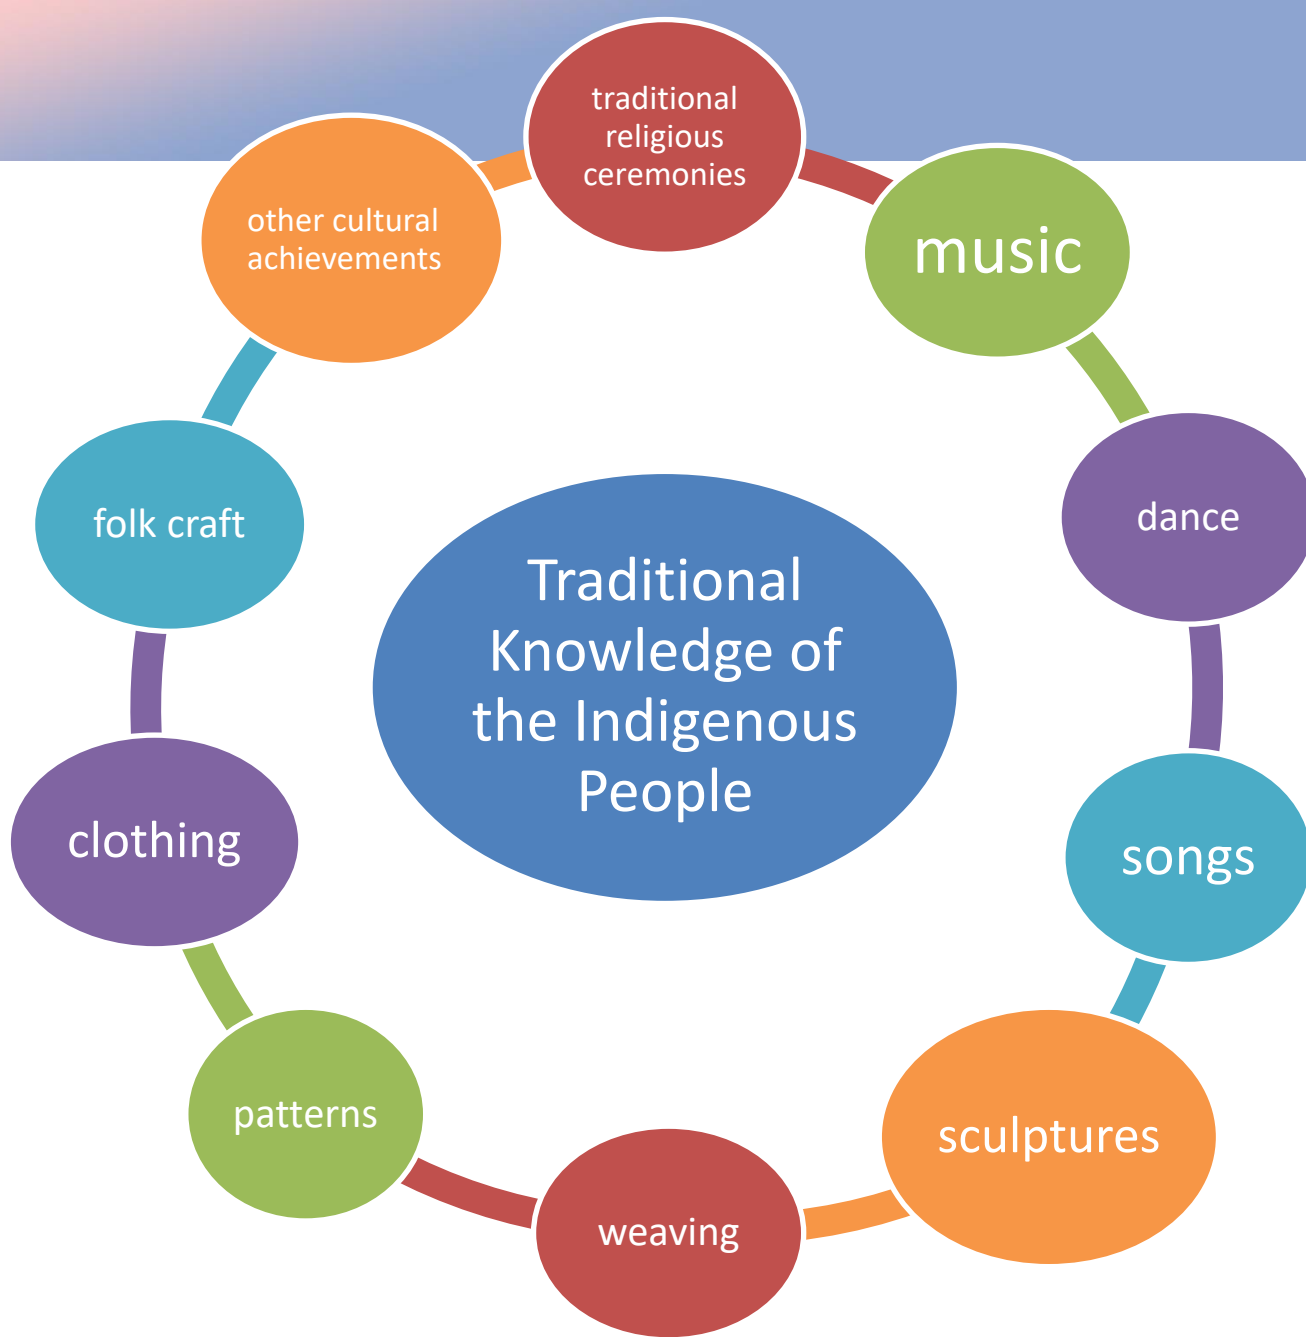 traditional
religious
ceremonies
music
dance
songs
sculptures
weaving
patterns
clothing
folk craft
other cultural
achievements
Traditional
Knowledge of
the Indigenous
People